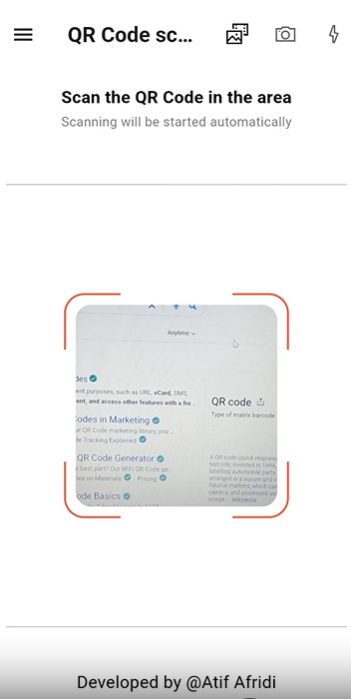 QR Code sc...
Scan the QR Code in the area
Scanning will be started automatically
Anytime
des
ent purposes, such as URL, vCard, SMS,
ent, and access other features with a fre...
QR code
Type of matrix barcode
Codes in Marketing
ur QR Code marketing library, you ...
le Tracking Explained
QR Code Generator
e best part? Our WiFi QR Code ge...
es on Materials Pricing
ode Basics
A QR code (quick-response
barcode, invented in 1994,
labelling automobile parts
arranged in a square grid
fiducial markers, which can
camera, and processed
image. Wikipedia
Developed by @Atif Afridi